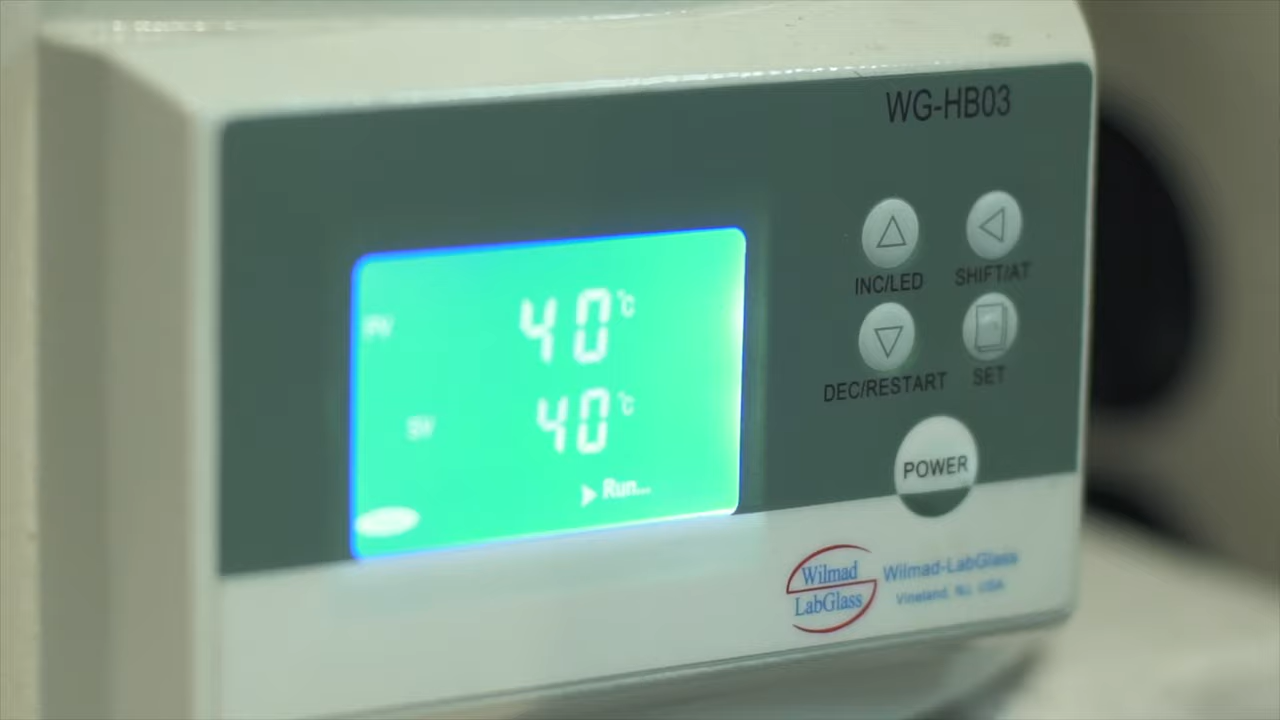 WG-HB03
INC/LED
SHIFT/AT
DEC/RESTART
SET
POWER
PV 40 °C
SV 40 °C
Run...
Wilmad
LabGlass
Wilmad-LabGlass
Vineland, NJ, USA